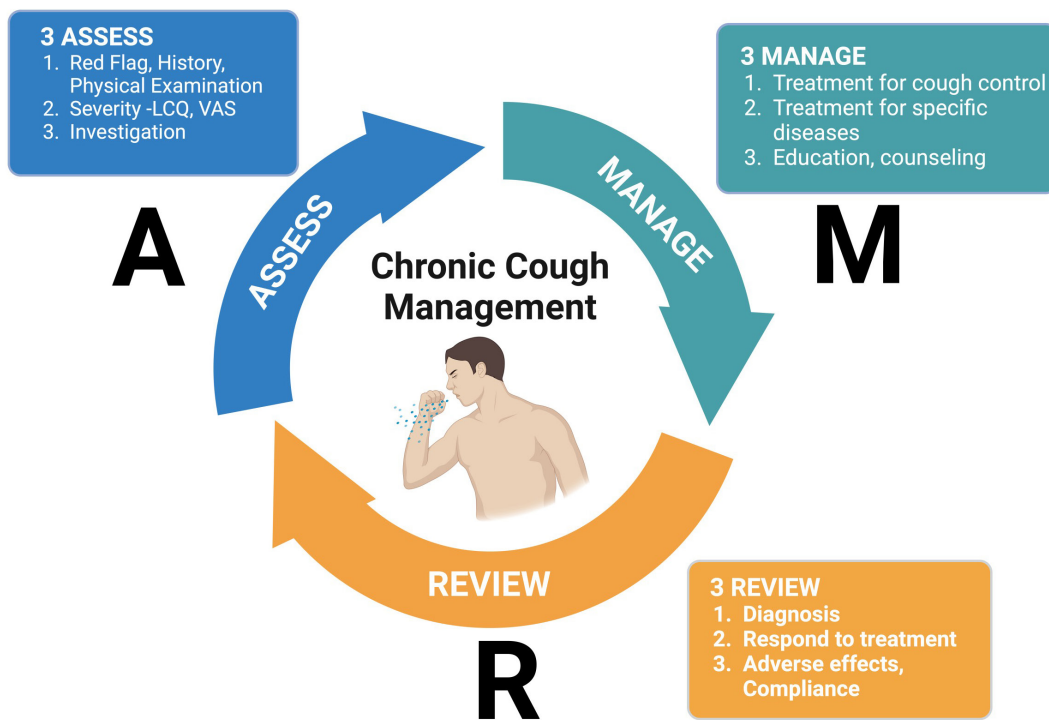 3 ASSESS
1. Red Flag, History,
Physical Examination
2. Severity -LCQ, VAS
3. Investigation
3 MANAGE
1. Treatment for cough control
2. Treatment for specific
diseases
3. Education, counseling
A
M
ASSESS
MANAGE
Chronic Cough
Management
REVIEW
R
3 REVIEW
1. Diagnosis
2. Respond to treatment
3. Adverse effects,
Compliance